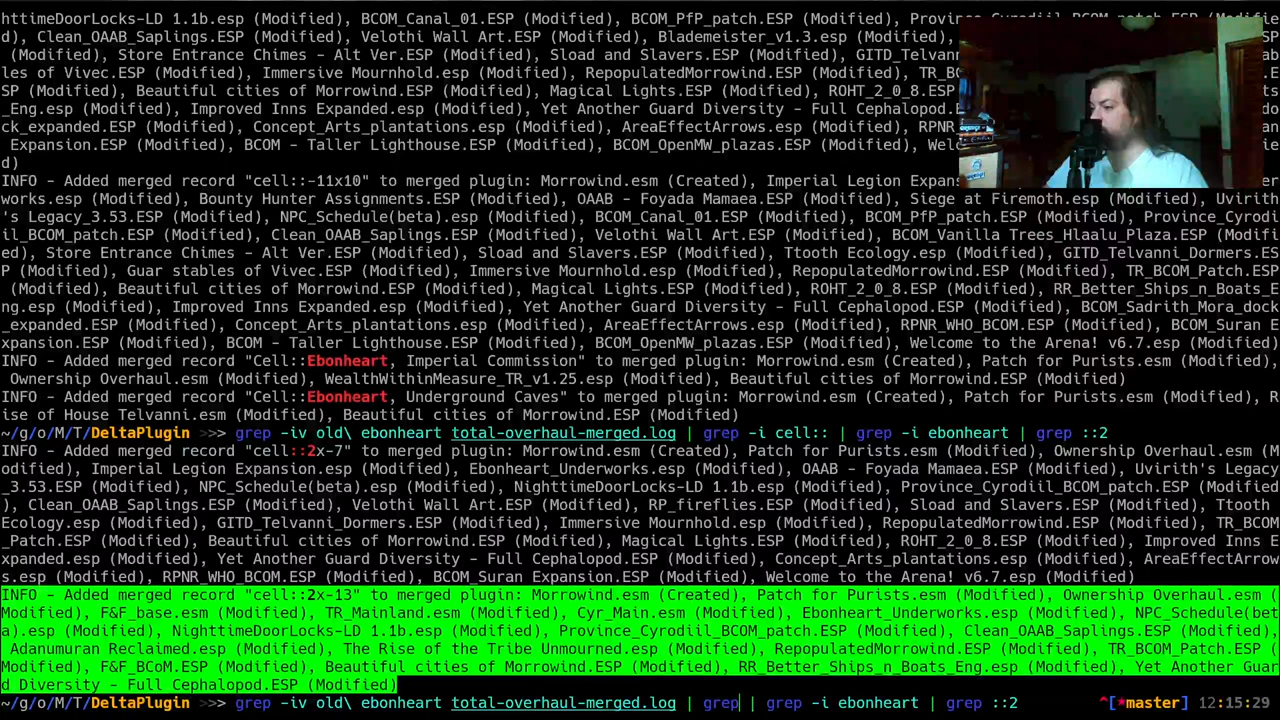 httimeDoorLocks-LD 1.1b.esp (Modified), BCOM_Canal_01.ESP (Modified), BCOM_PfP_patch.ESP (Modified), Province_Cyrodiil_BCOM_patch.ESP (Modifie
d), Clean_OAAB_Saplings.ESP (Modified), Velothi Wall Art.ESP (Modified), Blademeister_v1.3.esp (Modified), SP
(Modified), Store Entrance Chimes - Alt Ver.ESP (Modified), Sload and Slavers.ESP (Modified), GITD_Telvann ab
les of Vivec.ESP (Modified), Immersive Mournhold.esp (Modified), RepopulatedMorrowind.ESP (Modified), TR_BC .E
SP (Modified), Beautiful cities of Morrowind.ESP (Modified), Magical Lights.ESP (Modified), ROHT_2_0_8.ESP ts
_Eng.esp (Modified), Improved Inns Expanded.esp (Modified), Yet Another Guard Diversity - Full Cephalopod.E
ck_expanded.ESP (Modified), Concept_Arts_plantations.esp (Modified), AreaEffectArrows.esp (Modified), RPNR
Expansion.ESP (Modified), BCOM - Taller Lighthouse.ESP (Modified), BCOM_OpenMW_plazas.ESP (Modified), Welc ie
d)
INFO - Added merged record "cell::-11x10" to merged plugin: Morrowind.esm (Created), Imperial Legion Expan
works.esp (Modified), Bounty Hunter Assignments.ESP (Modified), OAAB - Foyada Mamaea.ESP (Modified), Siege at Firemoth.esp (Modified), Uvirith
's Legacy_3.53.ESP (Modified), NPC_Schedule(beta).esp (Modified), BCOM_Canal_01.ESP (Modified), BCOM_PfP_patch.ESP (Modified), Province_Cyrodi
il_BCOM_patch.ESP (Modified), Clean_OAAB_Saplings.ESP (Modified), Velothi Wall Art.ESP (Modified), BCOM_Vanilla Trees_Hlaalu_Plaza.ESP (Modifi
ed), Store Entrance Chimes - Alt Ver.ESP (Modified), Sload and Slavers.ESP (Modified), Ttooth Ecology.esp (Modified), GITD_Telvanni_Dormers.ES
P (Modified), Guar stables of Vivec.ESP (Modified), Immersive Mournhold.esp (Modified), RepopulatedMorrowind.ESP (Modified), TR_BCOM_Patch.ESP
(Modified), Beautiful cities of Morrowind.ESP (Modified), Magical Lights.ESP (Modified), ROHT_2_0_8.ESP (Modified), RR_Better_Ships_n_Boats_E
ng.esp (Modified), Improved Inns Expanded.esp (Modified), Yet Another Guard Diversity - Full Cephalopod.ESP (Modified), BCOM_Sadrith_Mora_dock
_expanded.ESP (Modified), Concept_Arts_plantations.esp (Modified), AreaEffectArrows.esp (Modified), RPNR_WHO_BCOM.ESP (Modified), BCOM_Suran E
xpansion.ESP (Modified), BCOM - Taller Lighthouse.ESP (Modified), BCOM_OpenMW_plazas.ESP (Modified), Welcome to the Arena! v6.7.esp (Modified)
INFO - Added merged record "Cell::Ebonheart, Imperial Commission" to merged plugin: Morrowind.esm (Created), Patch for Purists.esm (Modified),
Ownership Overhaul.esm (Modified), WealthWithinMeasure_TR_v1.25.esp (Modified), Beautiful cities of Morrowind.ESP (Modified)
INFO - Added merged record "Cell::Ebonheart, Underground Caves" to merged plugin: Morrowind.esm (Created), Patch for Purists.esm (Modified), R
ise of House Telvanni.esm (Modified), Beautiful cities of Morrowind.ESP (Modified)
~/g/o/M/T/DeltaPlugin >>> grep -iv old\ ebonheart total-overhaul-merged.log | grep -i cell:: | grep -i ebonheart | grep ::2
INFO - Added merged record "cell::2x-7" to merged plugin: Morrowind.esm (Created), Patch for Purists.esm (Modified), Ownership Overhaul.esm (M
odified), Imperial Legion Expansion.esp (Modified), Ebonheart_Underworks.esp (Modified), OAAB - Foyada Mamaea.ESP (Modified), Uvirith's Legacy
_3.53.ESP (Modified), NPC_Schedule(beta).esp (Modified), NighttimeDoorLocks-LD 1.1b.esp (Modified), Province_Cyrodiil_BCOM_patch.ESP (Modified
), Clean_OAAB_Saplings.ESP (Modified), Velothi Wall Art.ESP (Modified), RP_fireflies.ESP (Modified), Sload and Slavers.ESP (Modified), Ttooth
Ecology.esp (Modified), GITD_Telvanni_Dormers.ESP (Modified), Immersive Mournhold.esp (Modified), RepopulatedMorrowind.ESP (Modified), TR_BCOM
_Patch.ESP (Modified), Beautiful cities of Morrowind.ESP (Modified), Magical Lights.ESP (Modified), ROHT_2_0_8.ESP (Modified), Improved Inns E
xpanded.esp (Modified), Yet Another Guard Diversity - Full Cephalopod.ESP (Modified), Concept_Arts_plantations.esp (Modified), AreaEffectArrow
s.esp (Modified), RPNR_WHO_BCOM.ESP (Modified), BCOM_Suran Expansion.ESP (Modified), Welcome to the Arena! v6.7.esp (Modified)
INFO - Added merged record "cell::2x-13" to merged plugin: Morrowind.esm (Created), Patch for Purists.esm (Modified), Ownership Overhaul.esm (
Modified), F&F_base.esm (Modified), TR_Mainland.esm (Modified), Cyr_Main.esm (Modified), Ebonheart_Underworks.esp (Modified), NPC_Schedule(bet
a).esp (Modified), NighttimeDoorLocks-LD 1.1b.esp (Modified), Province_Cyrodiil_BCOM_patch.ESP (Modified), Clean_OAAB_Saplings.ESP (Modified),
Adanumuran Reclaimed.esp (Modified), The Rise of the Tribe Unmourned.esp (Modified), RepopulatedMorrowind.ESP (Modified), TR_BCOM_Patch.ESP (
Modified), F&F_BCoM.ESP (Modified), Beautiful cities of Morrowind.ESP (Modified), RR_Better_Ships_n_Boats_Eng.esp (Modified), Yet Another Guar
d Diversity - Full Cephalopod.ESP (Modified)
~/g/o/M/T/DeltaPlugin >>> grep -iv old\ ebonheart total-overhaul-merged.log | grep | grep -i ebonheart | grep ::2 ^[*master] 12:15:29